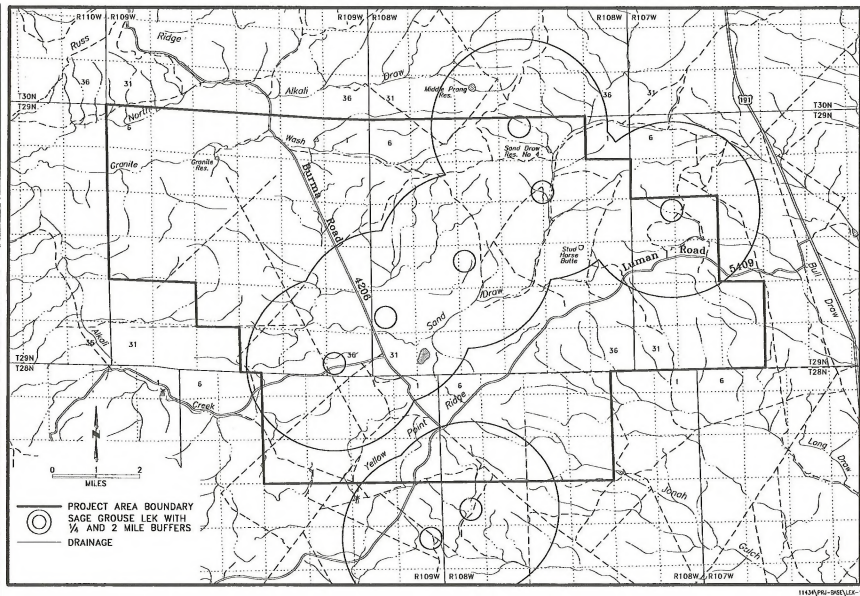 R110W R109W
R109W R108W
R108W R107W
Russ
Ridge
Draw
36
31
Alkali
36
31
Middle Prong
Res.
36
31
191
T30N
T29N
T30N
T29N
North
6
Wash
1
6
Sand Draw
Res. No
6
Granite
Granite
Res.
Burma
Road
Stud
Horse
Butte
Luman
Road
5409
Bull
Draw
4206
Draw
Sand
Alkali
36
31
36
31
36
31
T29N
T28N
T29N
T28N
6
1
6
1
6
Creek
Ridge
Point
Yellow
Long
Draw
N
0 1 2
MILES
Jonah
Gulch
PROJECT AREA BOUNDARY
SAGE GROUSE LEK WITH
1/4 AND 2 MILE BUFFERS
DRAINAGE
R109W R108W
R108W R107W
11434\PRJ-BASE\LEK-